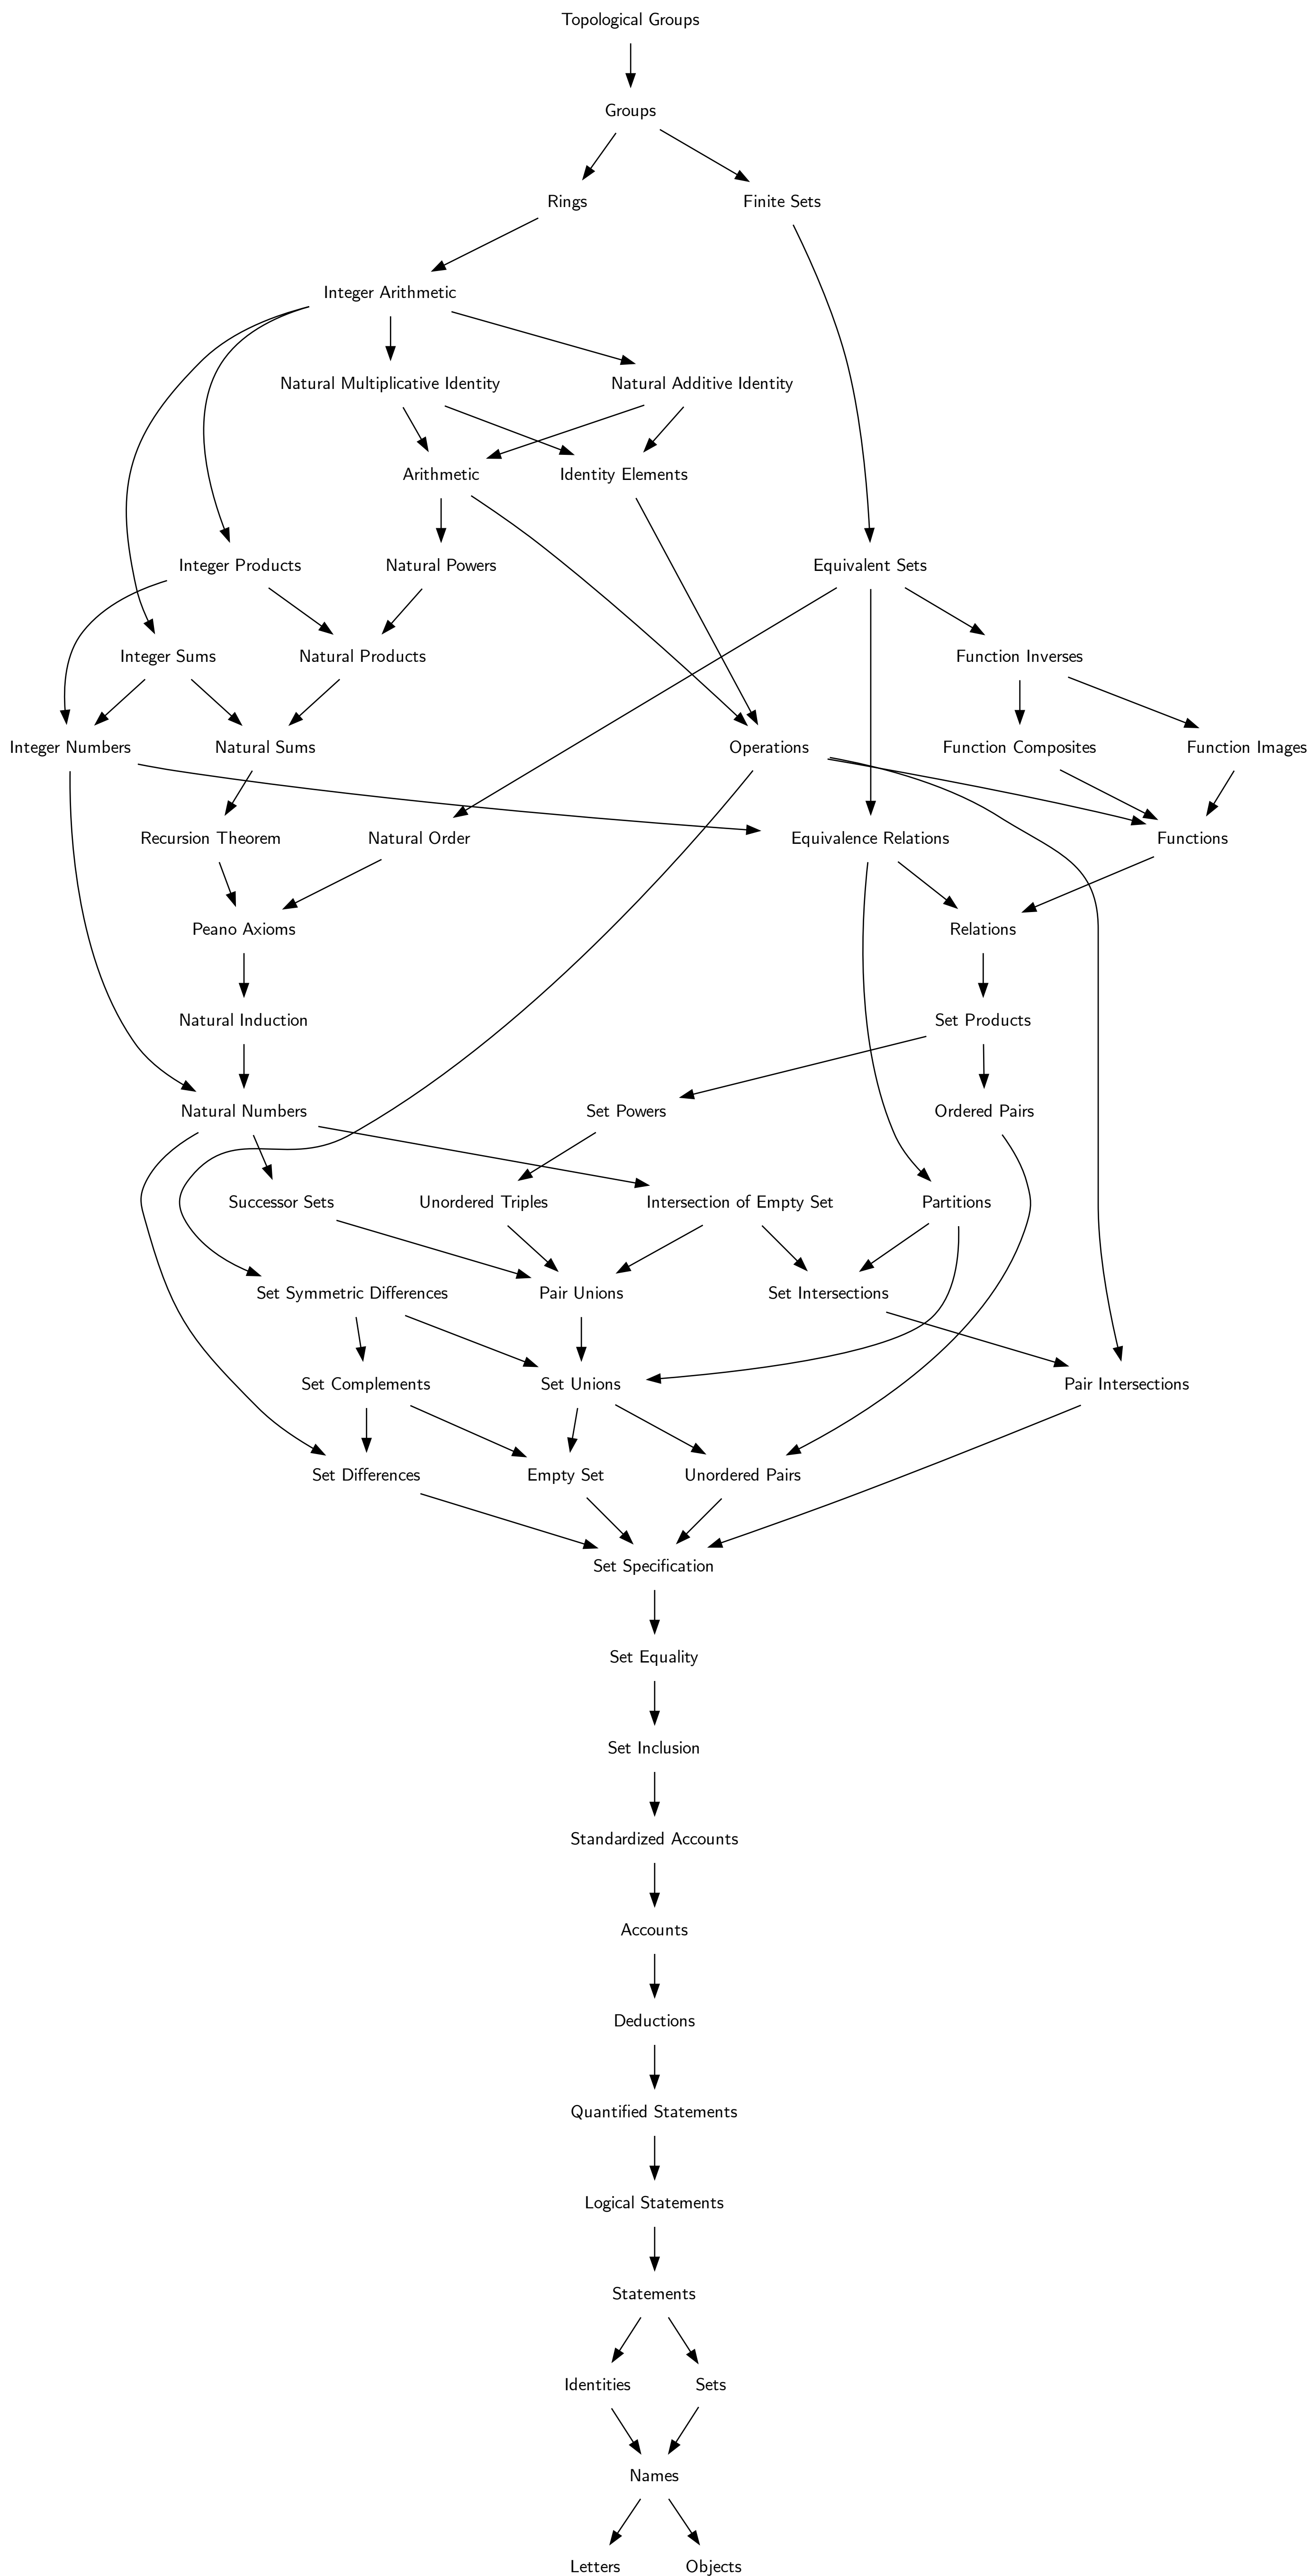 Topological Groups
Groups
Rings
Finite Sets
Integer Arithmetic
Natural Multiplicative Identity
Natural Additive Identity
Arithmetic
Identity Elements
Integer Products
Natural Powers
Equivalent Sets
Integer Sums
Natural Products
Function Inverses
Integer Numbers
Natural Sums
Operations
Function Composites
Function Images
Recursion Theorem
Natural Order
Equivalence Relations
Functions
Peano Axioms
Relations
Natural Induction
Set Products
Natural Numbers
Set Powers
Ordered Pairs
Successor Sets
Unordered Triples
Intersection of Empty Set
Partitions
Set Symmetric Differences
Pair Unions
Set Intersections
Set Complements
Set Unions
Pair Intersections
Set Differences
Empty Set
Unordered Pairs
Set Specification
Set Equality
Set Inclusion
Standardized Accounts
Accounts
Deductions
Quantified Statements
Logical Statements
Statements
Identities
Sets
Names
Letters
Objects